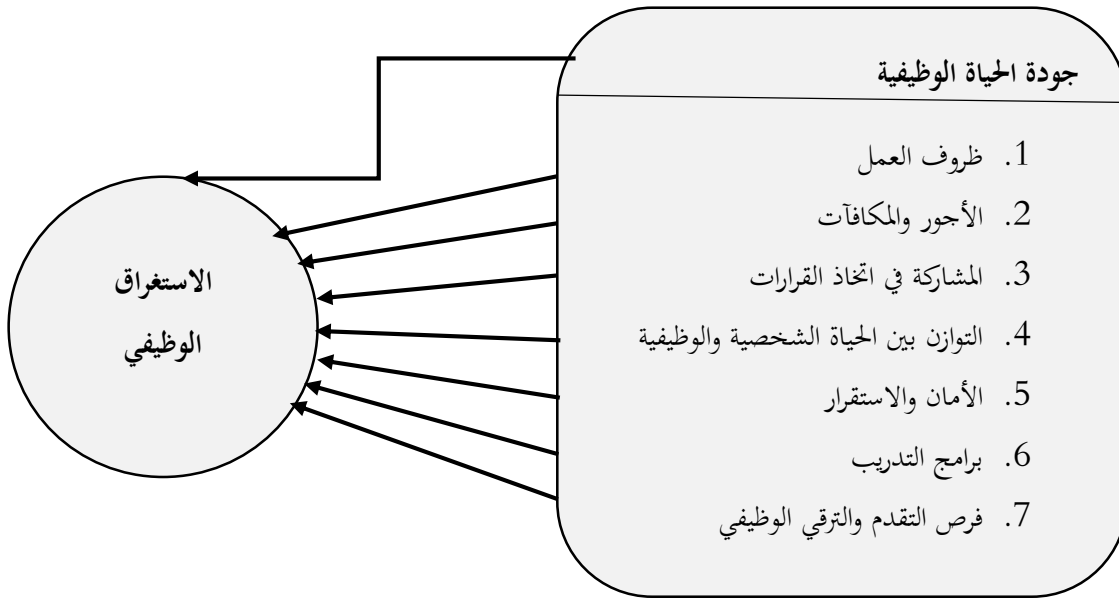 جودة الحياة الوظيفية
1. ظروف العمل
2. الأجور والمكافآت
3. المشاركة في اتخاذ القرارات
4. التوازن بين الحياة الشخصية والوظيفية
5. الأمان والاستقرار
6. برامج التدريب
7. فرص التقدم والترقي الوظيفي
الاستغراق
الوظيفي